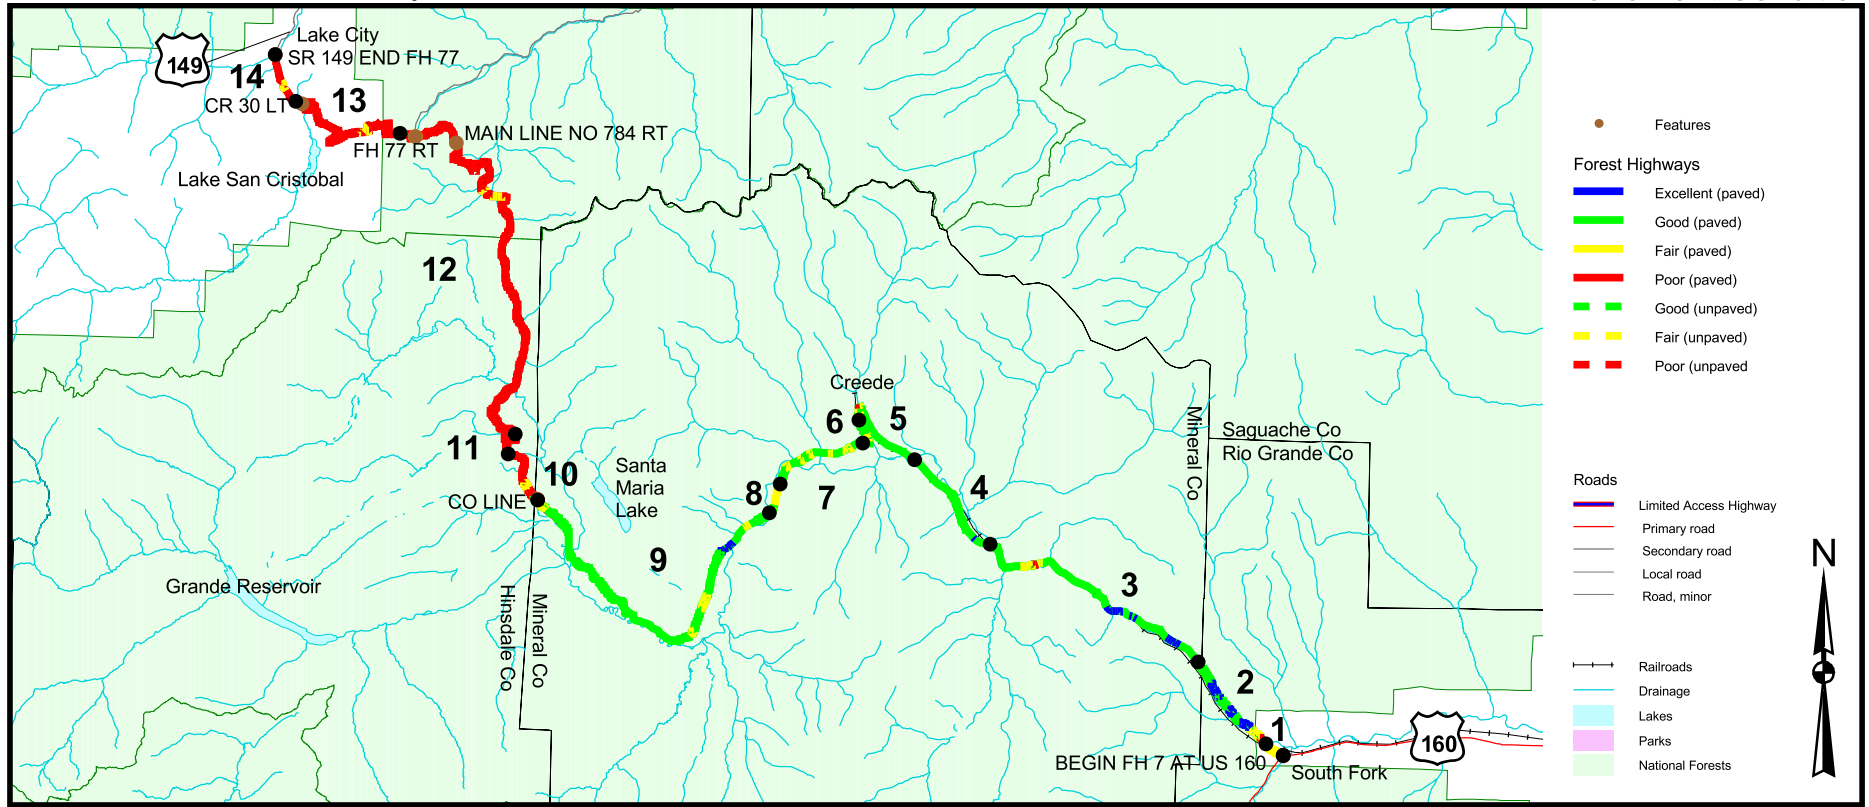 Lake City
149
SR 149 END FH 77
14
13
CR 30 LT
MAIN LINE NO 784 RT
FH 77 RT
Lake San Cristobal
12
Creede
6
5
11
10
Santa
Maria
Lake
CO LINE
8
7
4
9
3
Grande Reservoir
Hinsdale Co
Mineral Co
Mineral Co
Saguache Co
Rio Grande Co
2
1
BEGIN FH 7 AT US 160
South Fork
160
Features
Forest Highways
Excellent (paved)
Good (paved)
Fair (paved)
Poor (paved)
Good (unpaved)
Fair (unpaved)
Poor (unpaved
Roads
Limited Access Highway
Primary road
Secondary road
Local road
Road, minor
Railroads
Drainage
Lakes
Parks
National Forests
N